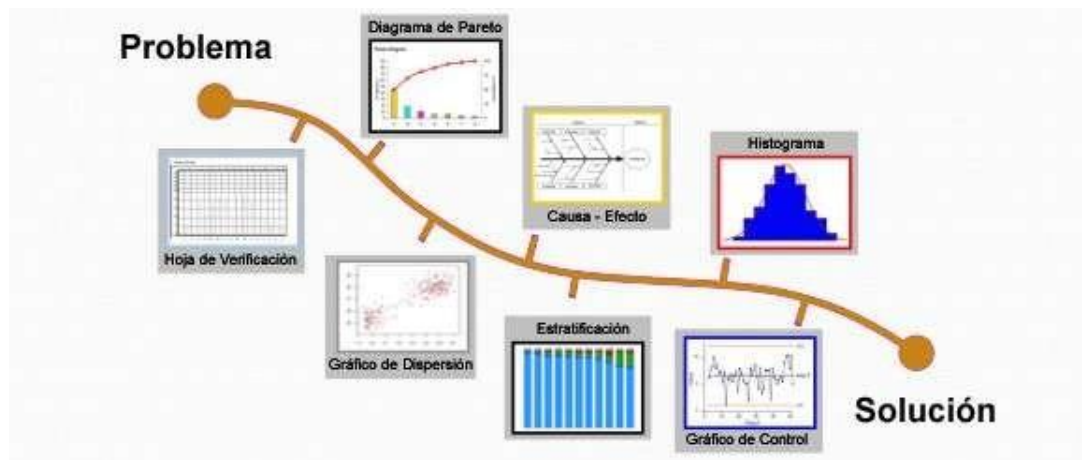 Problema
Diagrama de Pareto
Histograma
Causa - Efecto
Hoja de Verificación
Estratificación
Gráfico de Dispersión
Solución
Gráfico de Control